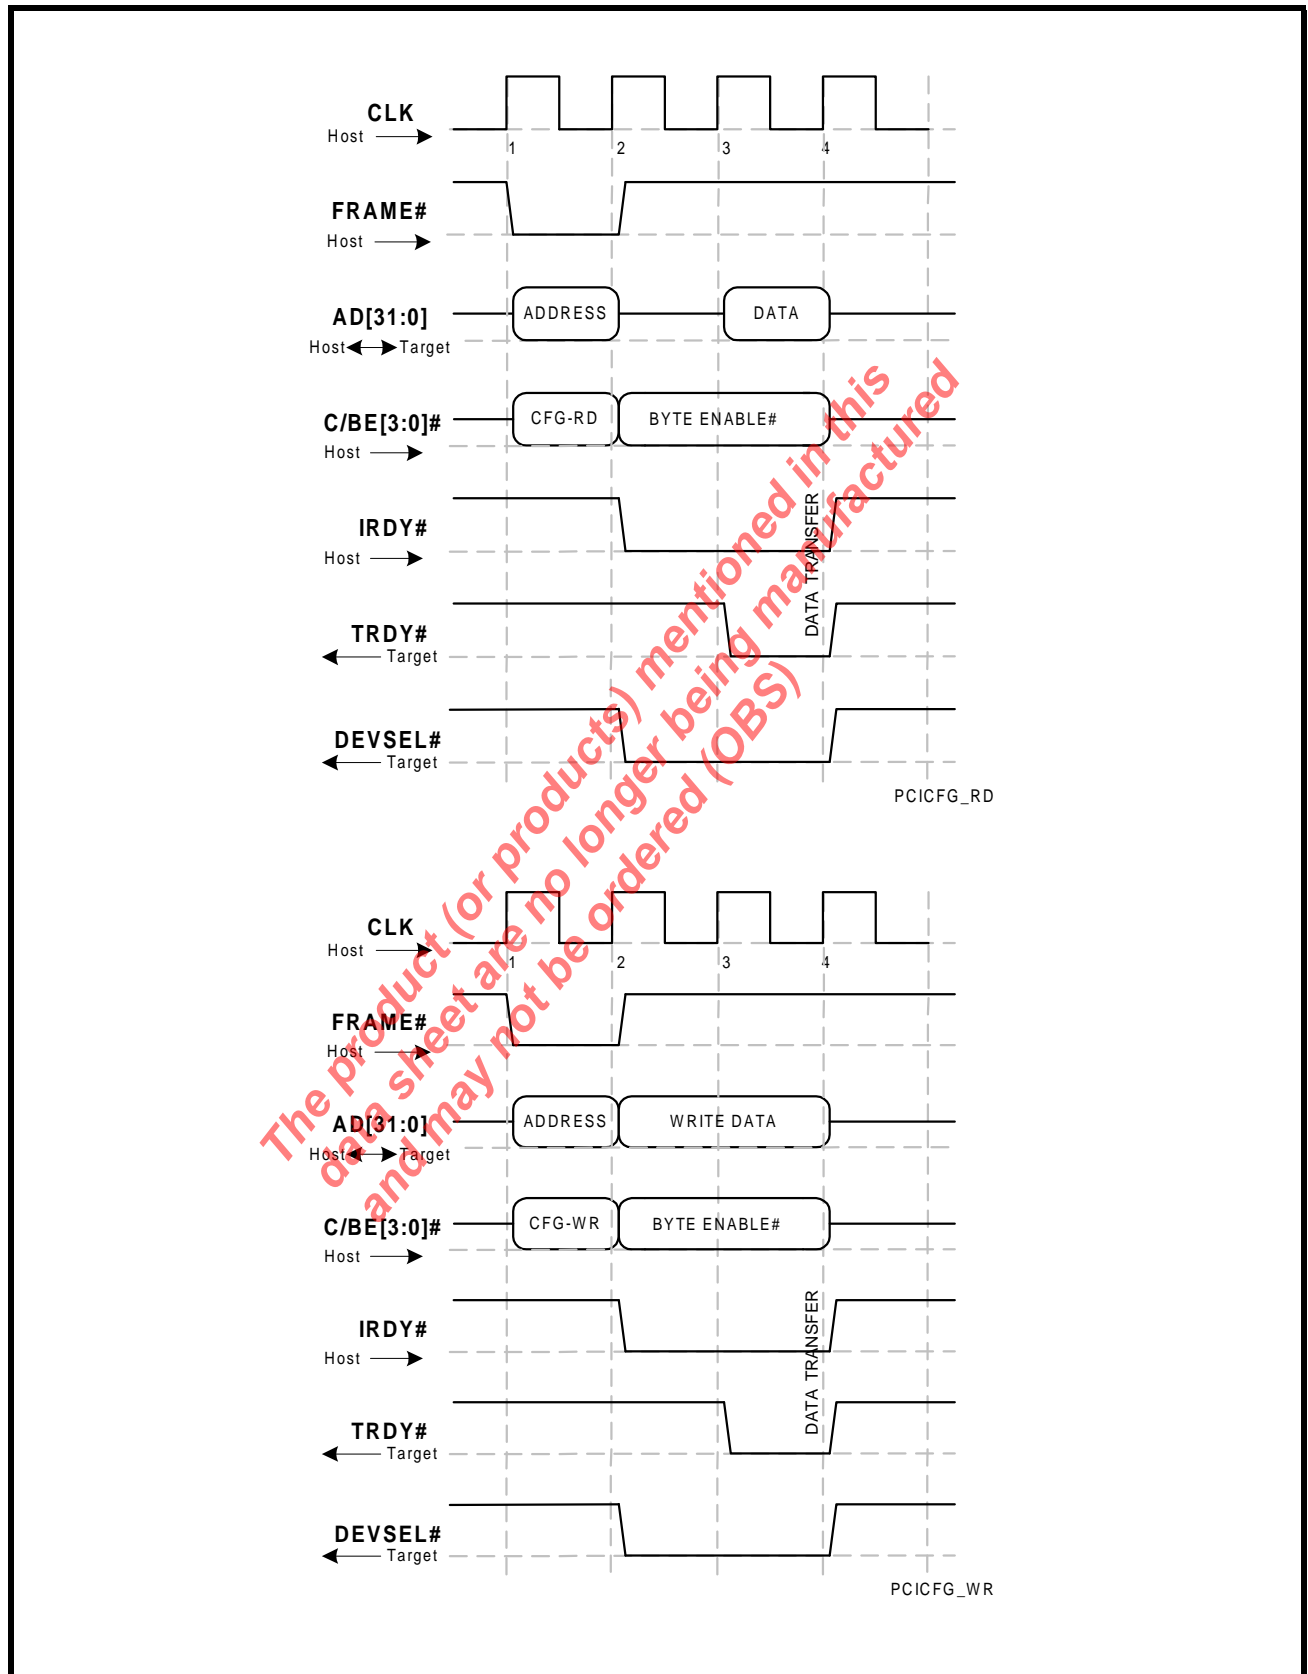 CLK
Host
1 2 3 4
FRAME#
Host
AD[31:0]
Host Target
ADDRESS DATA
C/BE[3:0]#
Host
CFG-RD BYTE ENABLE#
IRDY#
Host
DATA TRANSFER
TRDY#
Target
DEVSEL#
Target
PCICFG_RD
CLK
Host
1 2 3 4
FRAME#
Host
AD[31:0]
Host Target
ADDRESS WRITE DATA
C/BE[3:0]#
Host
CFG-WR BYTE ENABLE#
IRDY#
Host
DATA TRANSFER
TRDY#
Target
DEVSEL#
Target
PCICFG_WR
The product (or products) mentioned in this
data sheet are no longer being manufactured
and may not be ordered (OBS)